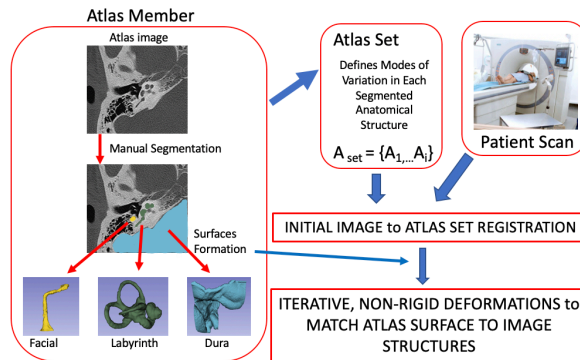 Atlas Member
Atlas image
Manual Segmentation
Surfaces
Formation
Facial
Labyrinth
Dura
Atlas Set
Defines Modes of
Variation in Each
Segmented
Anatomical
Structure
A set = {A1,...Ai}
Patient Scan
INITIAL IMAGE to ATLAS SET REGISTRATION
ITERATIVE, NON-RIGID DEFORMATIONS to
MATCH ATLAS SURFACE TO IMAGE
STRUCTURES